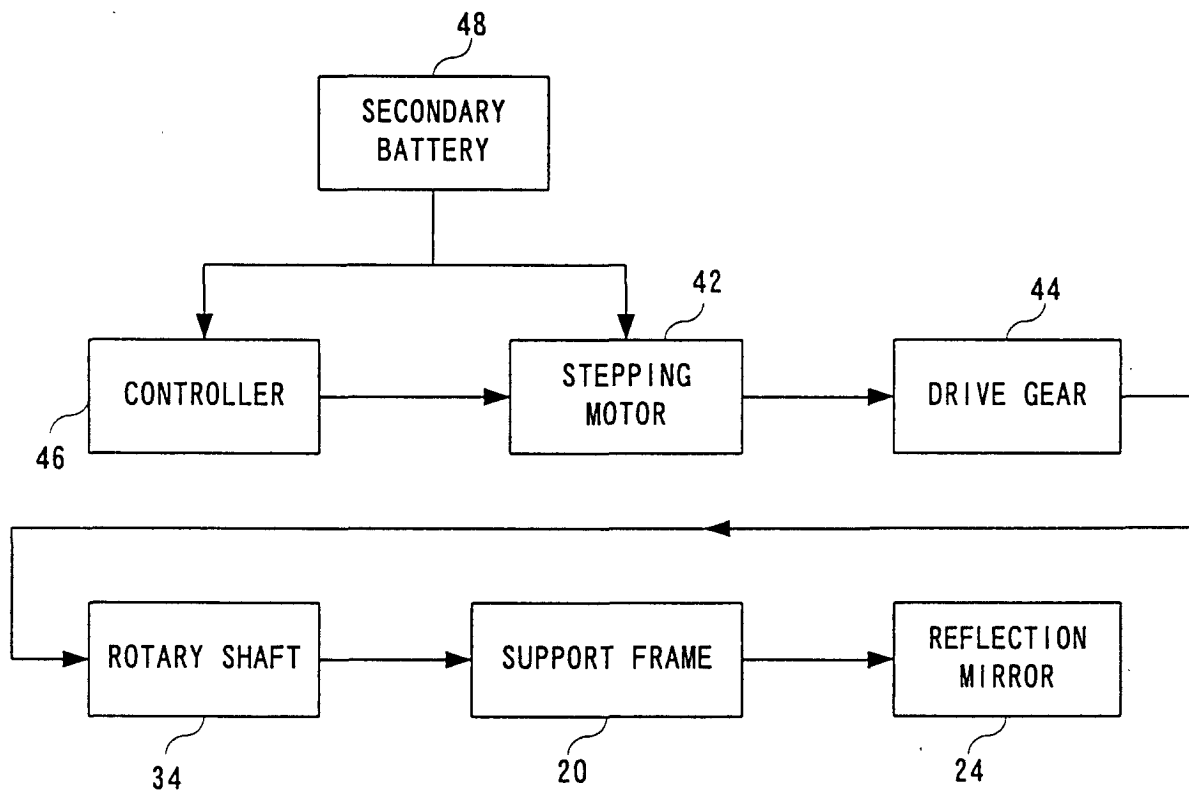 48
SECONDARY
BATTERY
42
44
CONTROLLER
STEPPING
MOTOR
DRIVE GEAR
46
ROTARY SHAFT
SUPPORT FRAME
REFLECTION
MIRROR
34
20
24